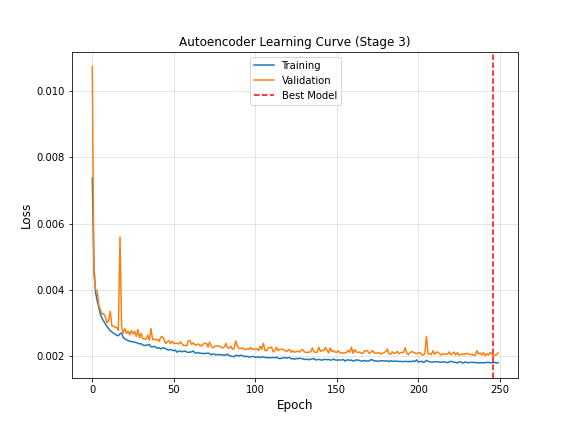 Autoencoder Learning Curve (Stage 3)
Training
Validation
Best Model
0.010
0.008
0.006
0.004
0.002
Loss
0
50
100
150
200
250
Epoch